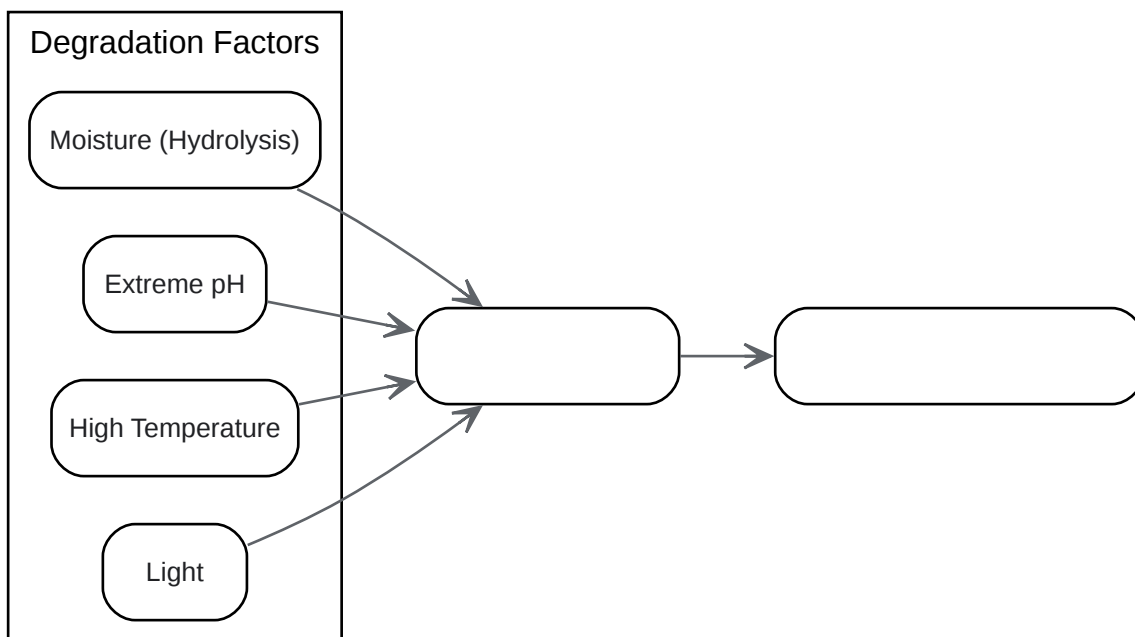 Degradation Factors
Moisture (Hydrolysis)
Extreme pH
High Temperature
Light